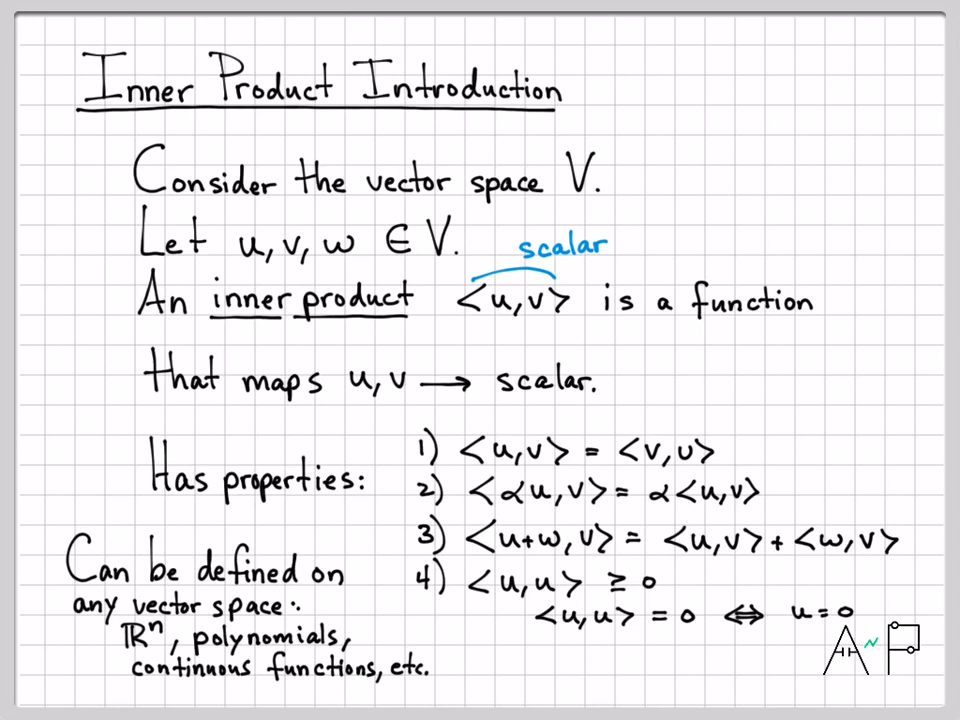 Inner Product Introduction
Consider the vector space V.
Let u, v, w ∈ V.
scalar
An inner product <u,v> is a function
that maps u, v → scalar.
Has properties:
1) <u,v> = <v,u>
2) <αu,v> = α<u,v>
3) <u+w,v> = <u,v> + <w,v>
4) <u,u> ≥ 0
<u,u> = 0 ⇔ u = 0
Can be defined on
any vector space:
ℝⁿ, polynomials,
continuous functions, etc.
A P